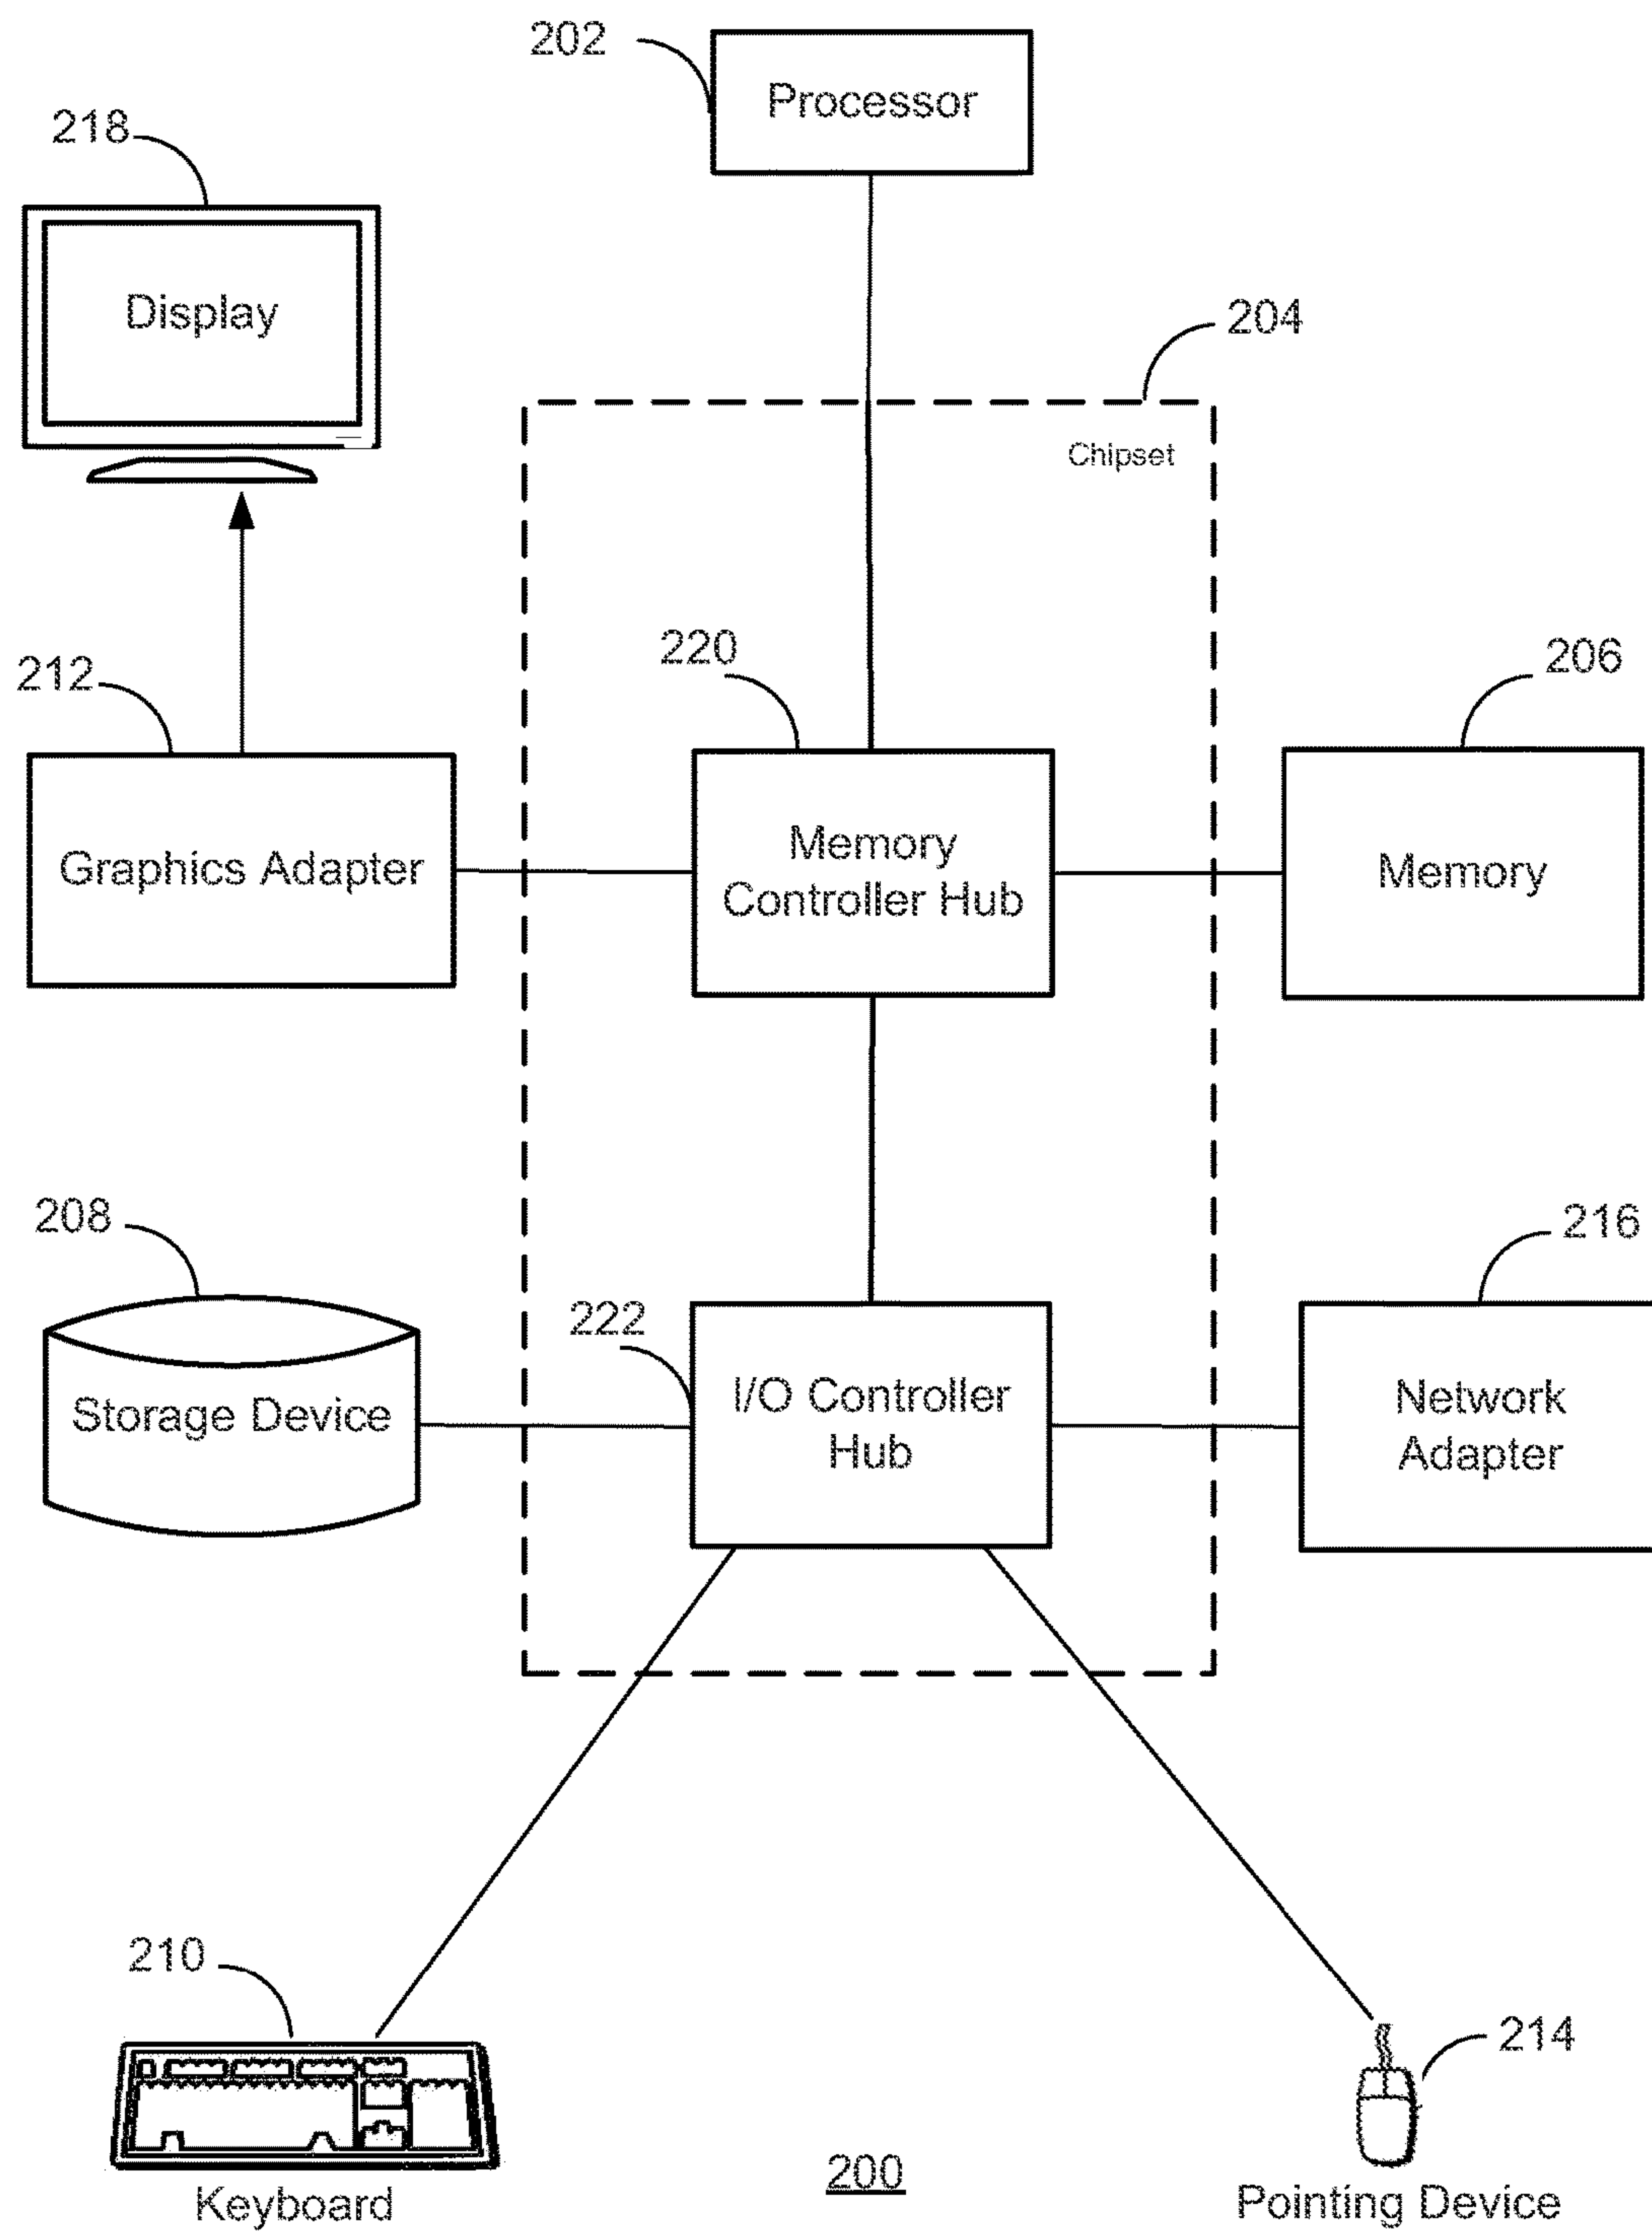 202
Processor
218
Display
204
Chipset
220
206
212
Memory
Controller Hub
Graphics Adapter
Memory
208
216
222
I/O Controller
Hub
Storage Device
Network
Adapter
210
214
200
Keyboard
Pointing Device